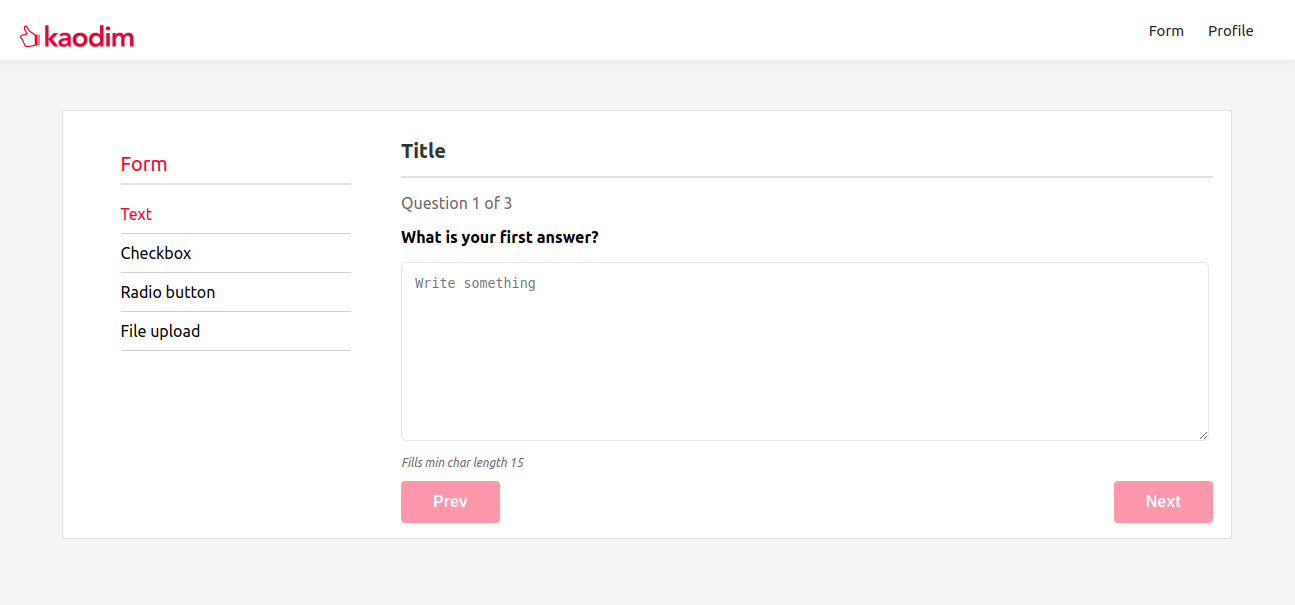 kaodim
Form Profile
Form
Text
Checkbox
Radio button
File upload
Title
Question 1 of 3
What is your first answer?
Write something
Fills min char length 15
Prev Next